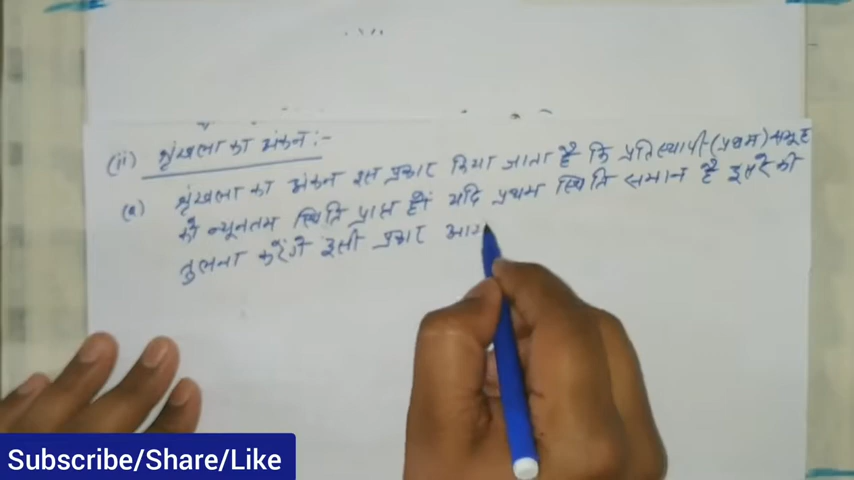 (ii) शृंखला का अंकन :-
(a) शृंखला का अंकन इस प्रकार किया जाता है कि प्रतिस्थापी (प्रथम) समूह
को न्यूनतम स्थिति प्राप्त हों यदि प्रथम स्थिति समान है दूसरे की
तुलना करेंगे इसी प्रकार आग
Subscribe/Share/Like